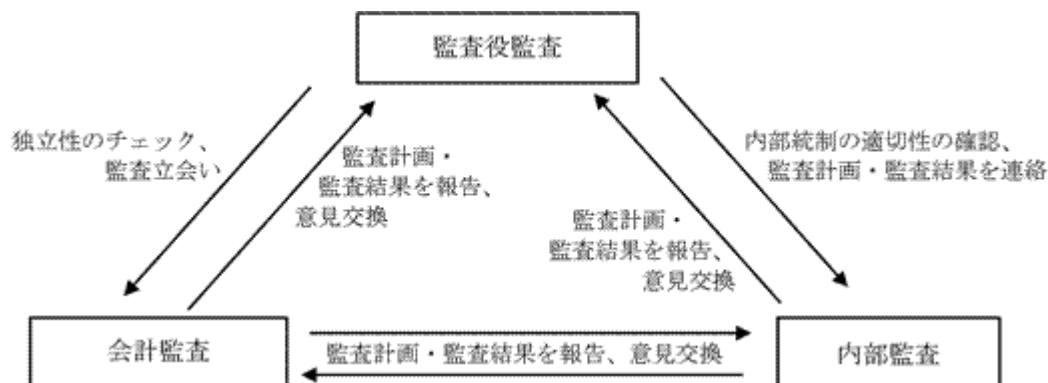 監査役監査
独立性のチェック、
監査立会い
監査計画・
監査結果を報告、
意見交換
内部統制の適切性の確認、
監査計画・監査結果を連絡
監査計画・
監査結果を報告、
意見交換
会計監査
監査計画・監査結果を報告、意見交換
内部監査